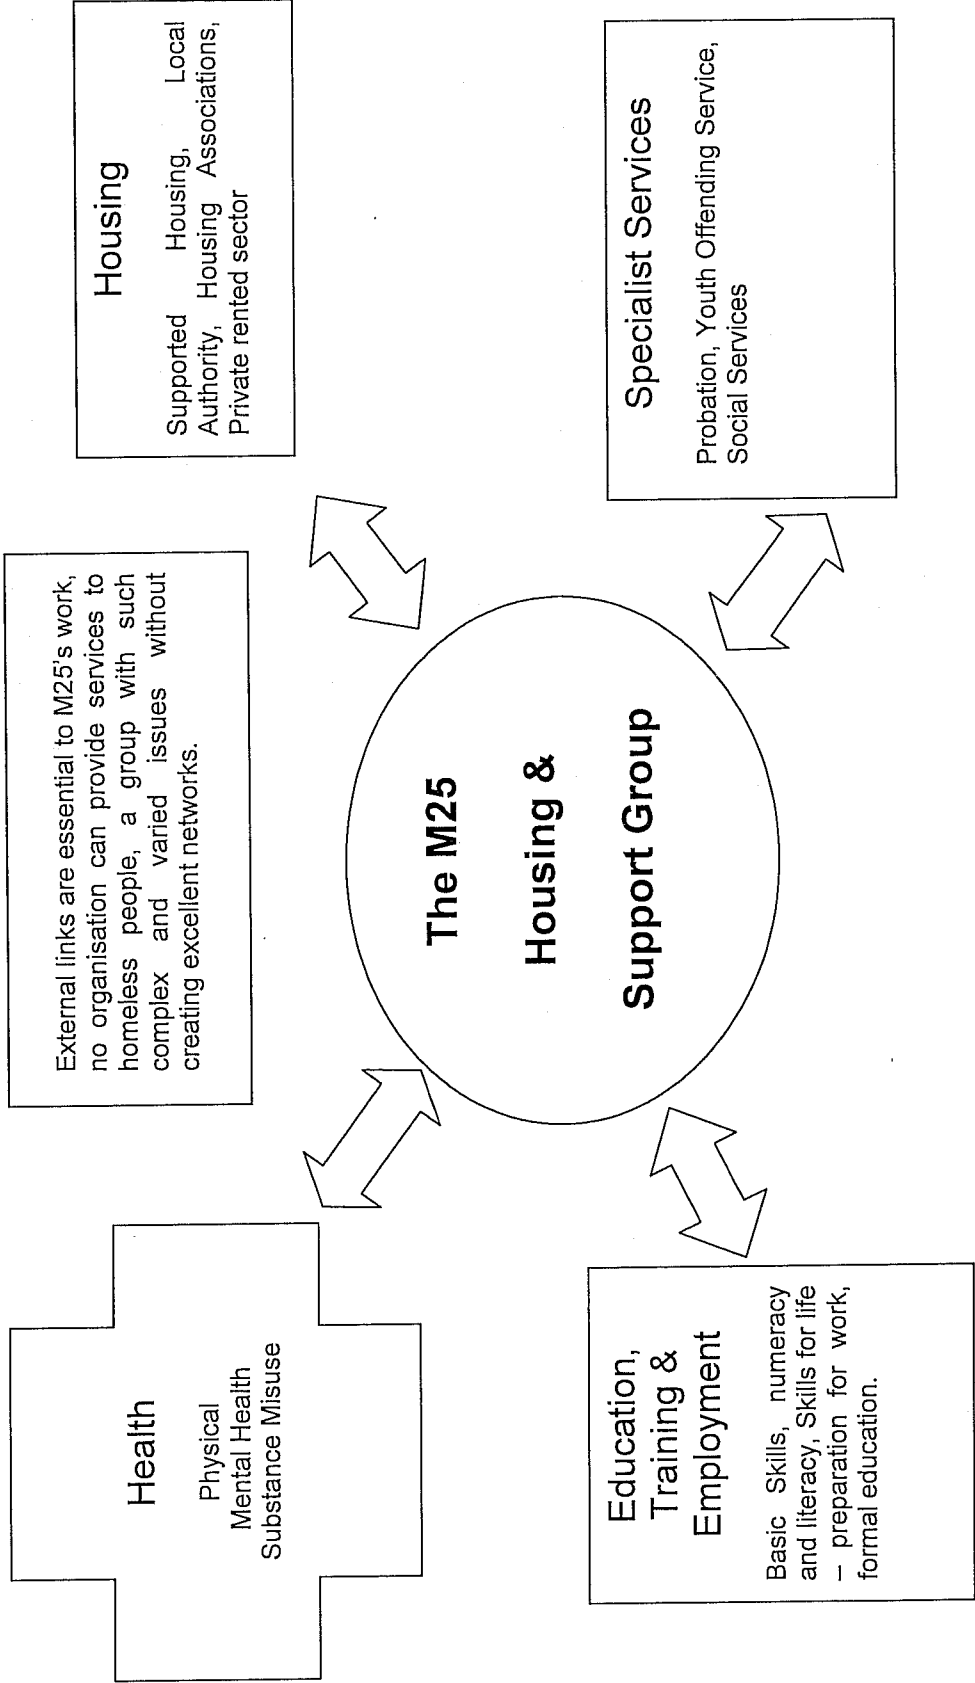 External links are essential to M25's work,
no organisation can provide services to
homeless people, a group with such
complex and varied issues without
creating excellent networks.
Health
Physical
Mental Health
Substance Misuse
Housing
Supported Housing, Local
Authority, Housing Associations,
Private rented sector
The M25
Housing &
Support Group
Education,
Training &
Employment
Basic Skills, numeracy
and literacy, Skills for life
– preparation for work,
formal education.
Specialist Services
Probation, Youth Offending Service,
Social Services